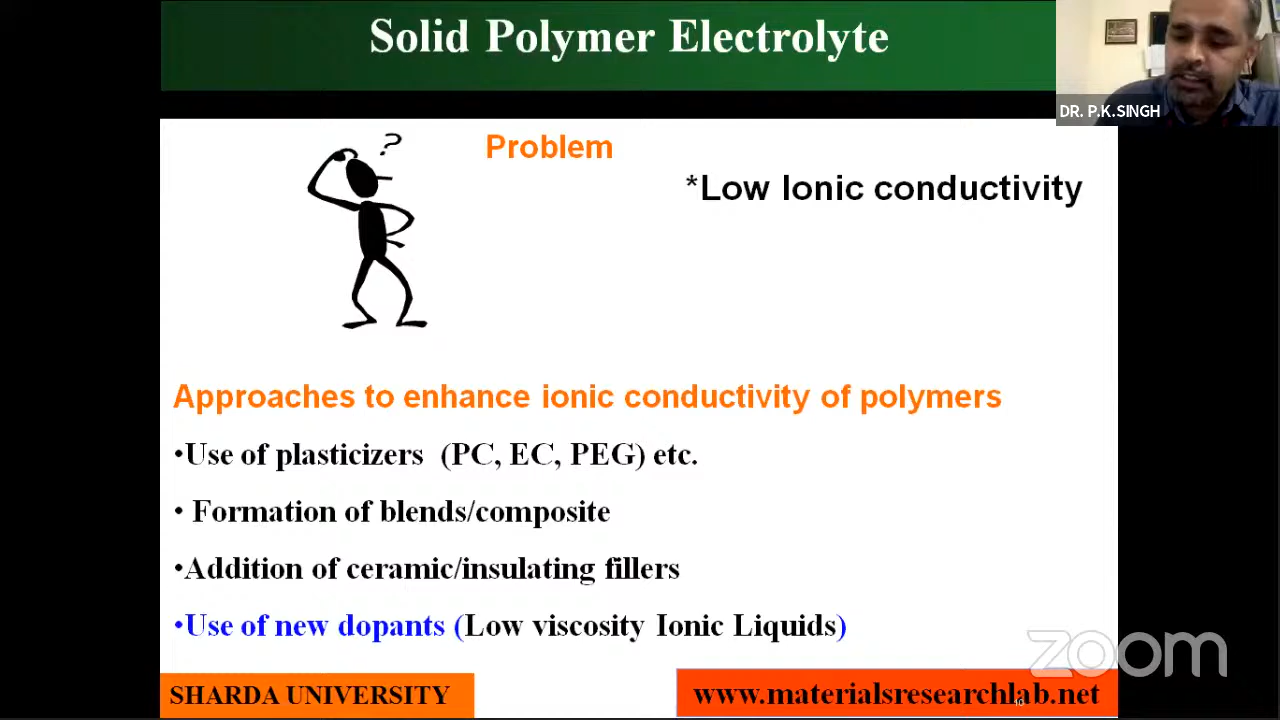 Solid Polymer Electrolyte
DR. P.K.SINGH
?
Problem
*Low Ionic conductivity
Approaches to enhance ionic conductivity of polymers
•Use of plasticizers (PC, EC, PEG) etc.
• Formation of blends/composite
•Addition of ceramic/insulating fillers
•Use of new dopants (Low viscosity Ionic Liquids)
zoom
SHARDA UNIVERSITY
www.materialsresearchlab.net